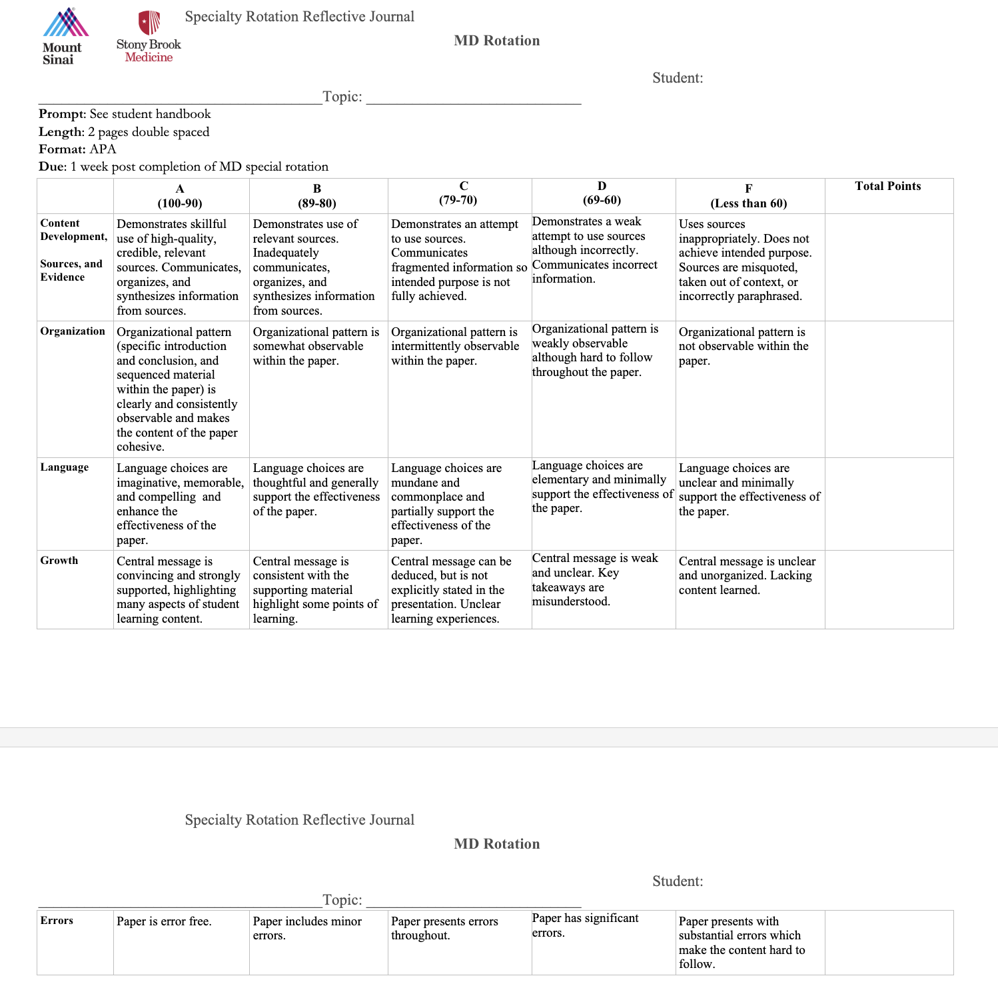 Mount
Sinai
Stony Brook
Medicine
Specialty Rotation Reflective Journal
MD Rotation
Student:
Topic:
Prompt: See student handbook
Length: 2 pages double spaced
Format: APA
Due: 1 week post completion of MD special rotation
A
(100-90)
B
(89-80)
C
(79-70)
D
(69-60)
F
(Less than 60)
Total Points
Content
Development,
Sources, and
Evidence
Demonstrates skillful
use of high-quality,
credible, relevant
sources. Communicates,
organizes, and
synthesizes information
from sources.
Demonstrates use of
relevant sources.
Inadequately
communicates,
organizes, and
synthesizes information
from sources.
Demonstrates an attempt
to use sources.
Communicates
fragmented information so
intended purpose is not
fully achieved.
Demonstrates a weak
attempt to use sources
although incorrectly.
Communicates incorrect
information.
Uses sources
inappropriately. Does not
achieve intended purpose.
Sources are misquoted,
taken out of context, or
incorrectly paraphrased.
Organization
Organizational pattern
(specific introduction
and conclusion, and
sequenced material
within the paper) is
clearly and consistently
observable and makes
the content of the paper
cohesive.
Organizational pattern is
somewhat observable
within the paper.
Organizational pattern is
intermittently observable
within the paper.
Organizational pattern is
weakly observable
although hard to follow
throughout the paper.
Organizational pattern is
not observable within the
paper.
Language
Language choices are
imaginative, memorable,
and compelling and
enhance the
effectiveness of the
paper.
Language choices are
thoughtful and generally
support the effectiveness
of the paper.
Language choices are
mundane and
commonplace and
partially support the
effectiveness of the
paper.
Language choices are
elementary and minimally
support the effectiveness of
the paper.
Language choices are
unclear and minimally
support the effectiveness of
the paper.
Growth
Central message is
convincing and strongly
supported, highlighting
many aspects of student
learning content.
Central message is
consistent with the
supporting material
highlight some points of
learning.
Central message can be
deduced, but is not
explicitly stated in the
presentation. Unclear
learning experiences.
Central message is weak
and unclear. Key
takeaways are
misunderstood.
Central message is unclear
and unorganized. Lacking
content learned.
Specialty Rotation Reflective Journal
MD Rotation
Student:
Topic:
Errors
Paper is error free.
Paper includes minor
errors.
Paper presents errors
throughout.
Paper has significant
errors.
Paper presents with
substantial errors which
make the content hard to
follow.